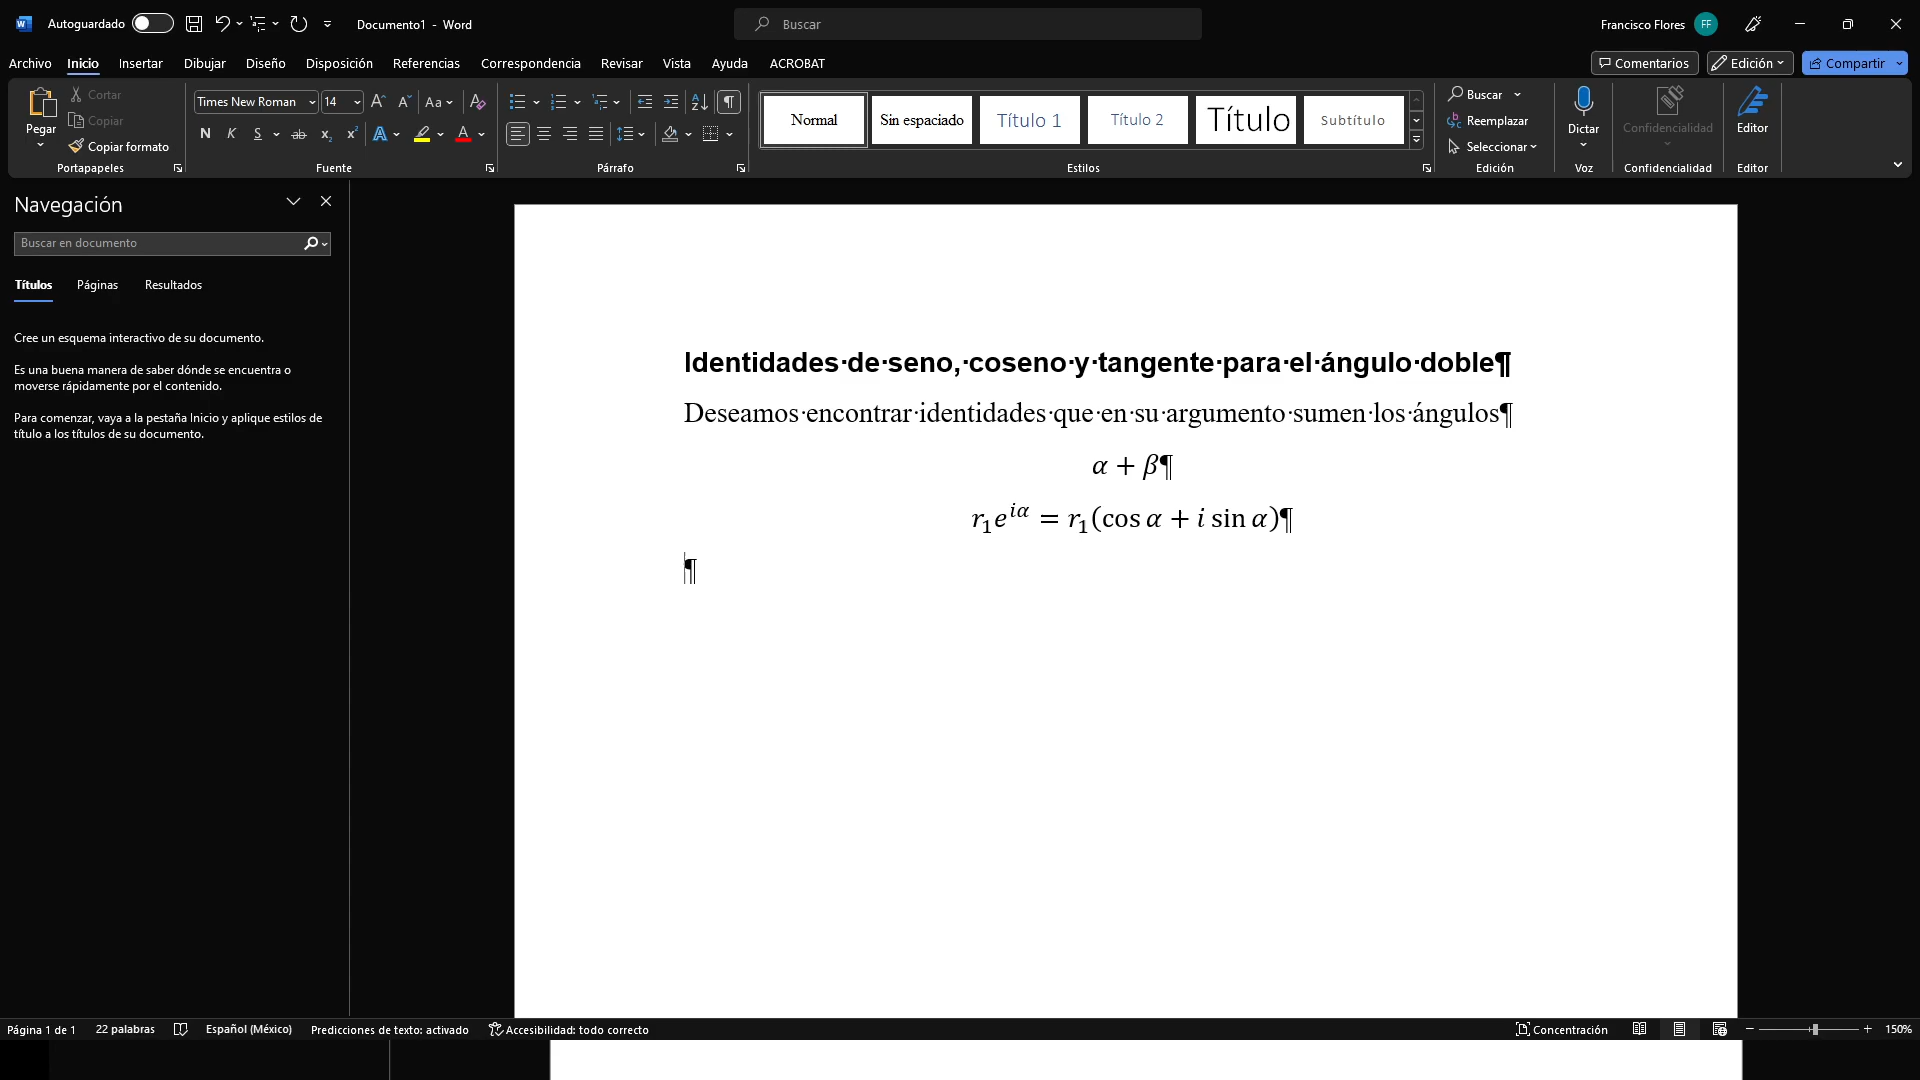 Autoguardado
Documento1 - Word
Buscar
Francisco Flores
FF
Archivo Inicio Insertar Dibujar Diseño Disposición Referencias Correspondencia Revisar Vista Ayuda ACROBAT
Comentarios
Edición
Compartir
Pegar
Cortar
Copiar
Copiar formato
Portapapeles
Times New Roman
14
N K S ab x₂ x² A A
Aa
Fuente
Párrafo
Normal
Sin espaciado
Título 1
Título 2
Título
Subtítulo
Estilos
Buscar
Reemplazar
Seleccionar
Edición
Dictar
Voz
Confidencialidad
Confidencialidad
Editor
Editor
Navegación
Buscar en documento
Títulos Páginas Resultados
Cree un esquema interactivo de su documento.
Es una buena manera de saber dónde se encuentra o
moverse rápidamente por el contenido.
Para comenzar, vaya a la pestaña Inicio y aplique estilos de
título a los títulos de su documento.
Identidades·de·seno,·coseno·y·tangente·para·el·ángulo·doble¶
Deseamos·encontrar·identidades·que·en·su·argumento·sumen·los·ángulos¶
α + β¶
r₁e^{iα} = r₁(cos α + i sin α)¶
¶
Página 1 de 1
22 palabras
Español (México)
Predicciones de texto: activado
Accesibilidad: todo correcto
Concentración
150%